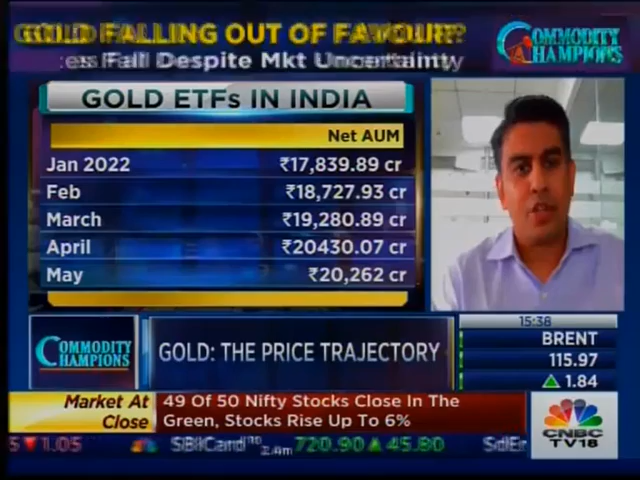 GOLD FALLING OUT OF FAVOUR?
es Fall Despite Mkt Uncertainty
COMMODITY
CHAMPIONS
GOLD ETFs IN INDIA
Net AUM
Jan 2022 ₹17,839.89 cr
Feb ₹18,727.93 cr
March ₹19,280.89 cr
April ₹20430.07 cr
May ₹20,262 cr
COMMODITY
CHAMPIONS
GOLD: THE PRICE TRAJECTORY
15:38
BRENT
115.97
▲ 1.84
Market At
Close
49 Of 50 Nifty Stocks Close In The
Green, Stocks Rise Up To 6%
CNBC
TV18
5 ▼ 1.05 SBICard 2.4m 720.90 ▲ 45.80